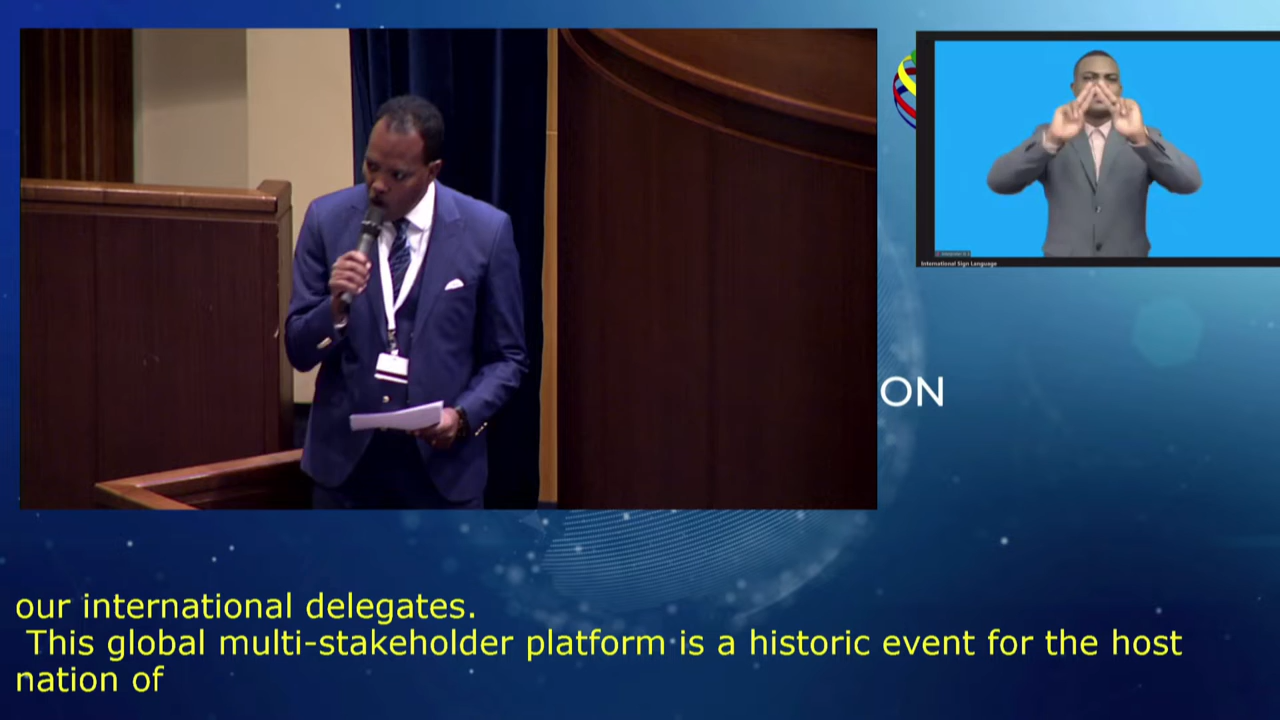 International Sign Language
ON
our international delegates.
This global multi-stakeholder platform is a historic event for the host
nation of